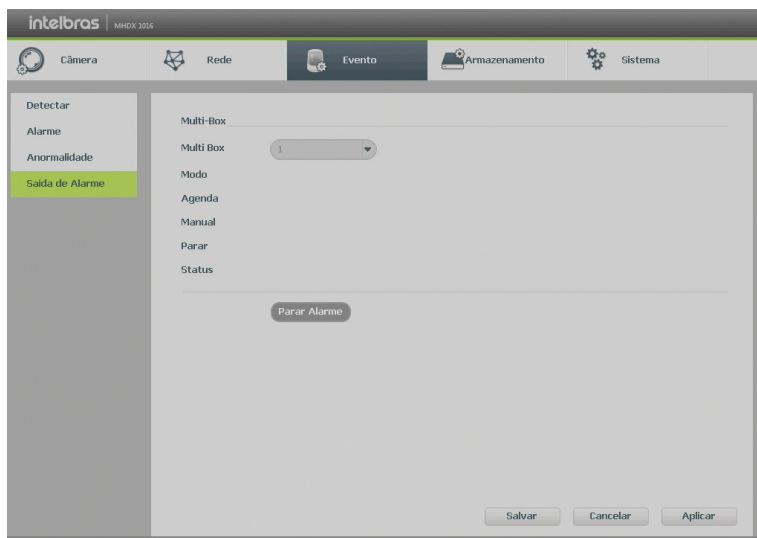 intelbras | MHDX 1016
Câmera Rede Evento Armazenamento Sistema
Detectar
Alarme
Anormalidade
Saída de Alarme
Multi-Box
Multi Box 1
Modo
Agenda
Manual
Parar
Status
Parar Alarme
Salvar Cancelar Aplicar